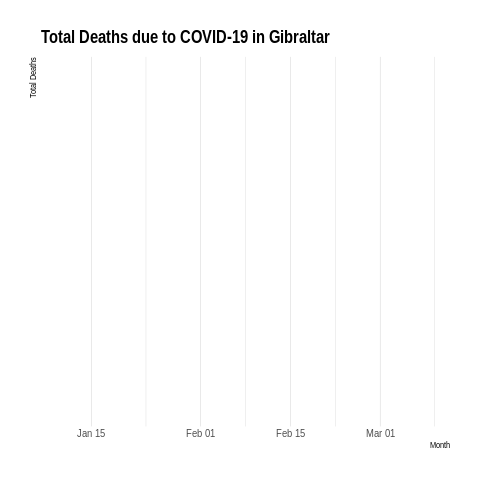 Total Deaths due to COVID-19 in Gibraltar
Total Deaths
Jan 15 Feb 01 Feb 15 Mar 01
Month